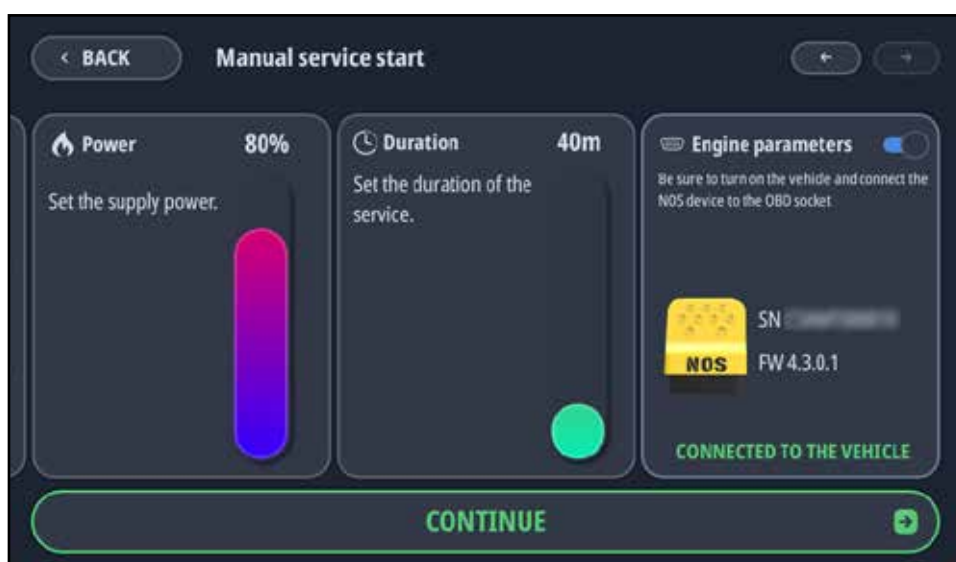 BACK
Manual service start
Power 80%
Set the supply power.
Duration 40m
Set the duration of the
service.
Engine parameters
Be sure to turn on the vehicle and connect the
NOS device to the OBD socket
NOS
SN
FW 4.3.0.1
CONNECTED TO THE VEHICLE
CONTINUE